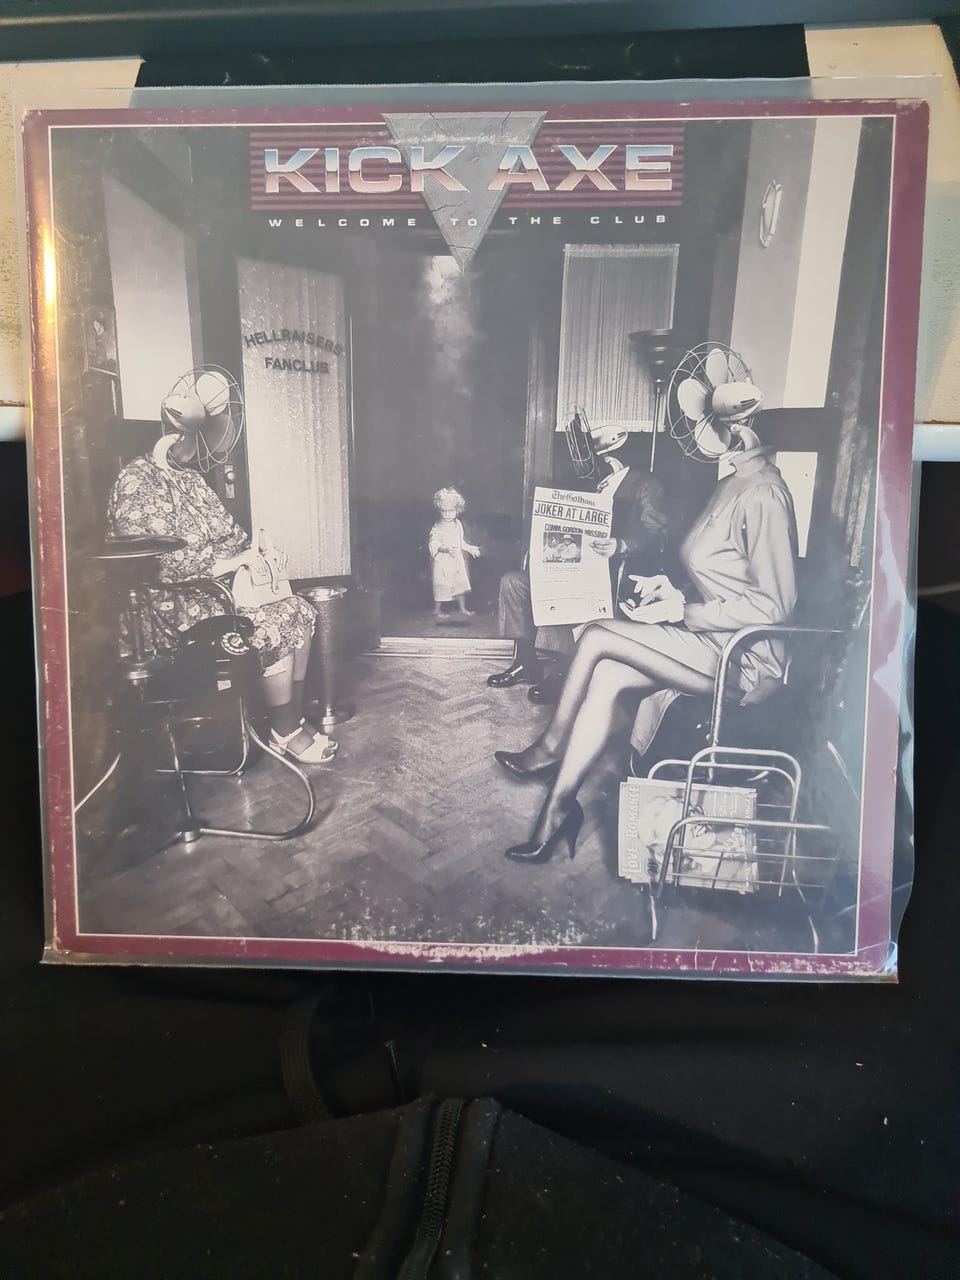 KICK AXE
WELCOME TO THE CLUB
HELLRAISERS
FANCLUB
The Gotham
JOKER AT LARGE
COMM. GORDON MISSING
LOVE & ROMANCE